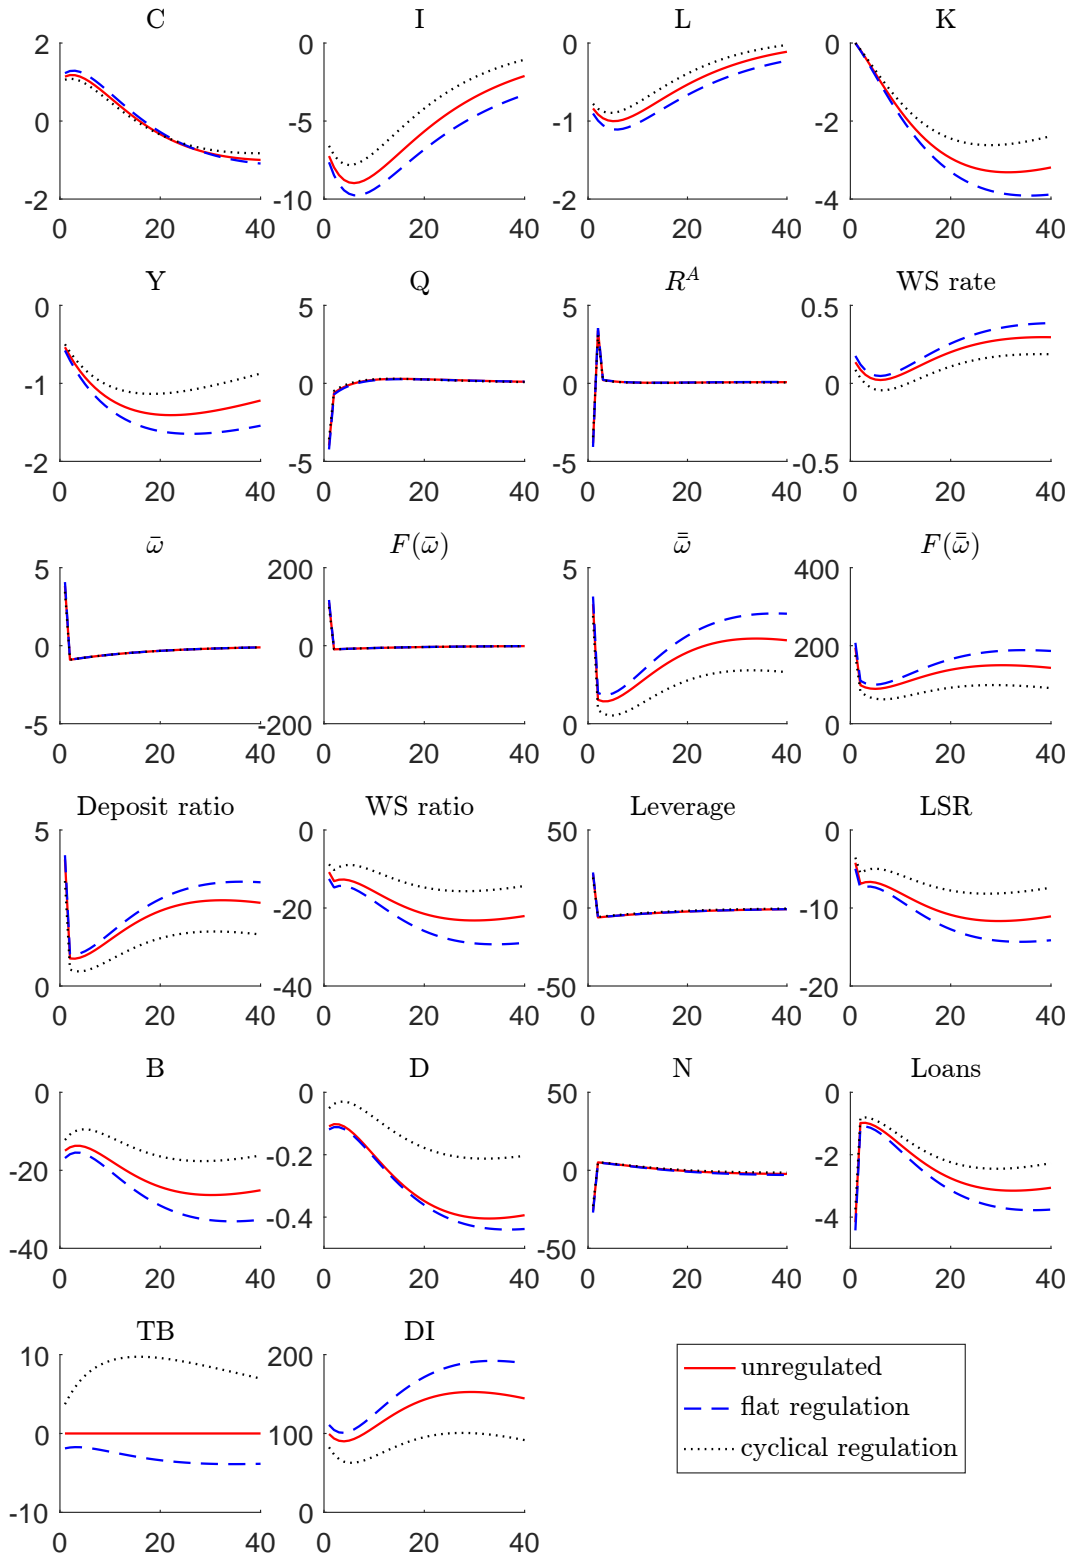 C I L K
2 0 0 0
0 -5 -1 -2
-2 -10 -2 -4
0 20 40 0 20 40 0 20 40 0 20 40
Y Q R^A WS rate
0 5 5 0.5
-1 0 0 0
-2 -5 -5 -0.5
0 20 40 0 20 40 0 20 40 0 20 40
ω̄ F(ω̄) ω̿ F(ω̿)
5 200 5 400
0 0 200
-5 -200 0 0
0 20 40 0 20 40 0 20 40 0 20 40
Deposit ratio WS ratio Leverage LSR
5 0 50 0
-20 0 -10
0 -40 -50 -20
0 20 40 0 20 40 0 20 40 0 20 40
B D N Loans
0 0 50 0
-20 -0.2 0 -2
-0.4 -4
-40 -50
0 20 40 0 20 40 0 20 40 0 20 40
TB DI
10 200
0 100
-10 0
0 20 40 0 20 40
unregulated
flat regulation
cyclical regulation